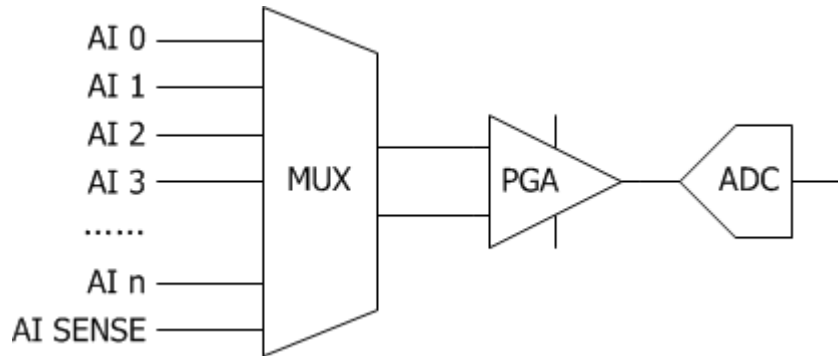 AI 0
AI 1
AI 2
AI 3
......
AI n
AI SENSE
MUX
PGA
ADC